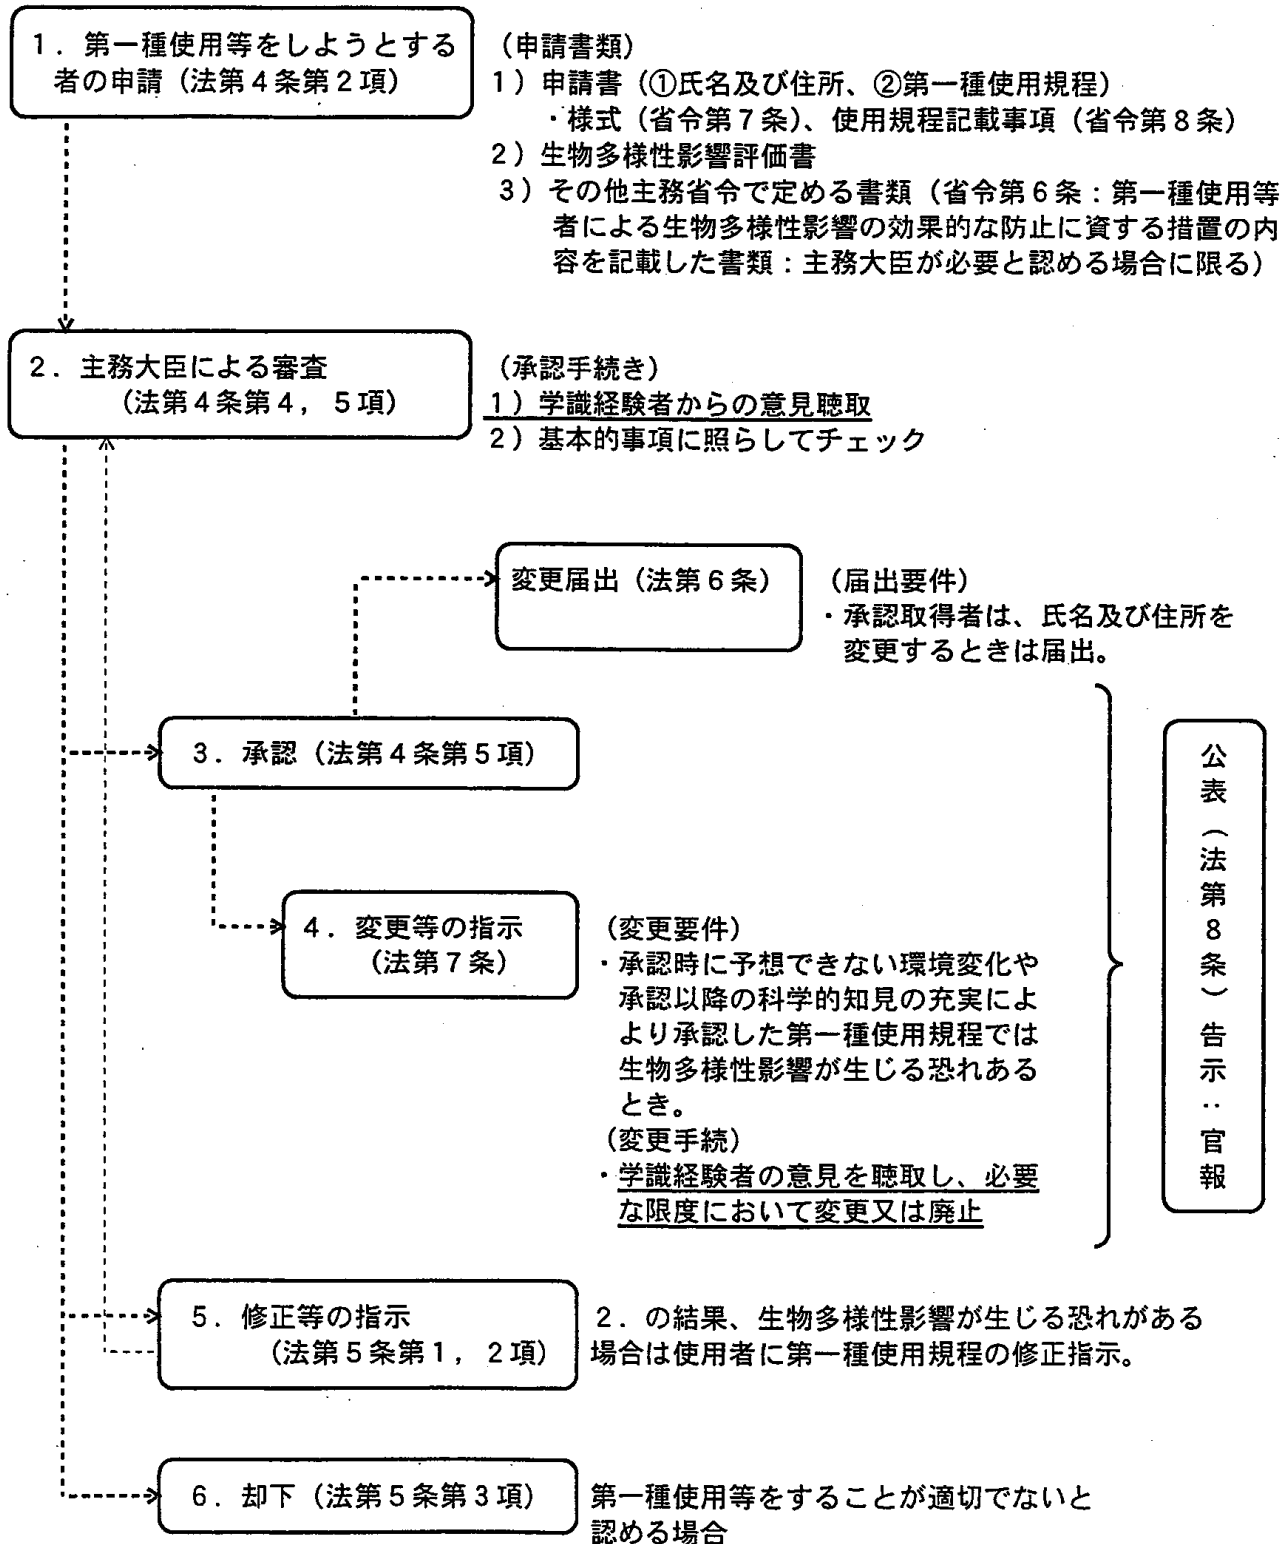 1．第一種使用等をしようとする
者の申請（法第4条第2項）
（申請書類）
1）申請書（①氏名及び住所、②第一種使用規程）
・様式（省令第7条）、使用規程記載事項（省令第8条）
2）生物多様性影響評価書
3）その他主務省令で定める書類（省令第6条：第一種使用等
者による生物多様性影響の効果的な防止に資する措置の内
容を記載した書類：主務大臣が必要と認める場合に限る）
2．主務大臣による審査
（法第4条第4，5項）
（承認手続き）
1）学識経験者からの意見聴取
2）基本的事項に照らしてチェック
変更届出（法第6条）
（届出要件）
・承認取得者は、氏名及び住所を
変更するときは届出。
3．承認（法第4条第5項）
4．変更等の指示
（法第7条）
（変更要件）
・承認時に予想できない環境変化や
承認以降の科学的知見の充実によ
より承認した第一種使用規程では
生物多様性影響が生じる恐れある
とき。
（変更手続）
・学識経験者の意見を聴取し、必要
な限度において変更又は廃止
公表（法第8条）告示：官報
5．修正等の指示
（法第5条第1，2項）
2．の結果、生物多様性影響が生じる恐れがある
場合は使用者に第一種使用規程の修正指示。
6．却下（法第5条第3項）
第一種使用等をすることが適切でないと
認める場合